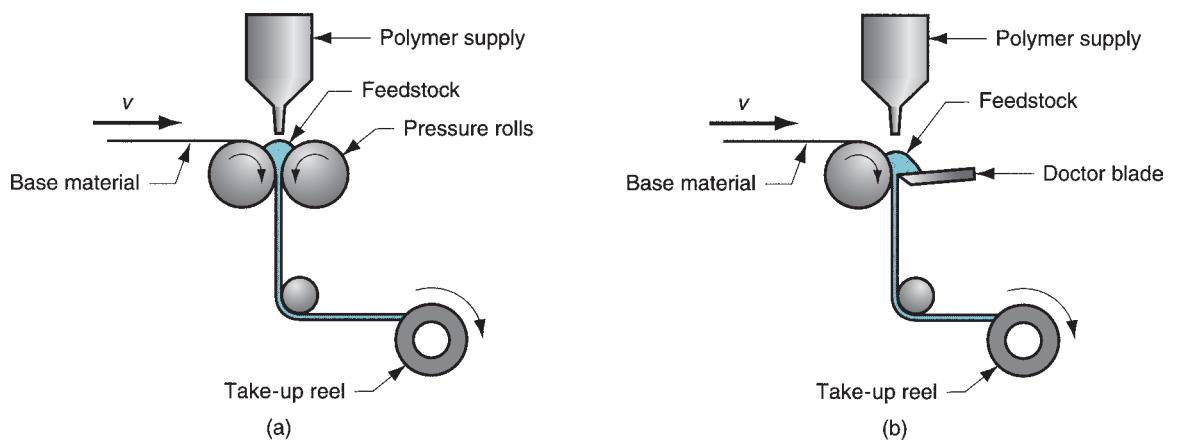 Polymer supply
Feedstock
v
Pressure rolls
Base material
Take-up reel
(a)
Polymer supply
Feedstock
v
Doctor blade
Base material
Take-up reel
(b)